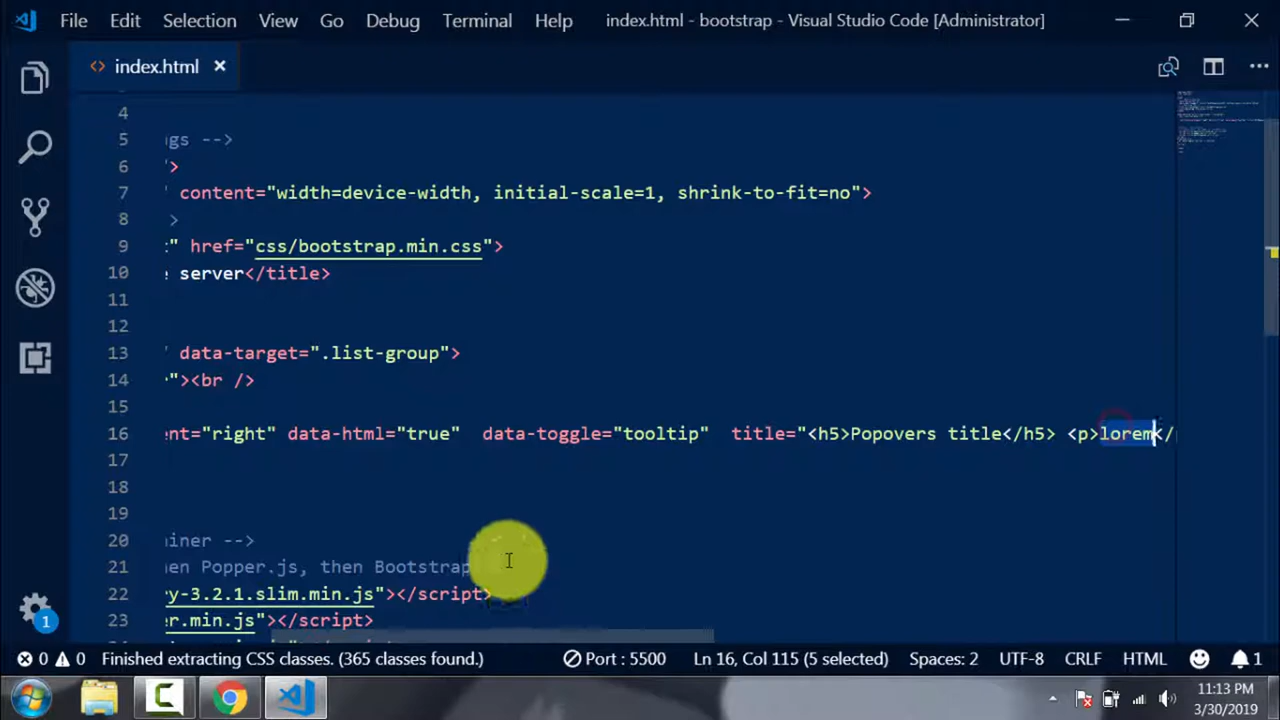 File Edit Selection View Go Debug Terminal Help index.html - bootstrap - Visual Studio Code [Administrator]
<> index.html ×
4
5 ngs -->
6 ">
7 content="width=device-width, initial-scale=1, shrink-to-fit=no">
8 >
9 t" href="css/bootstrap.min.css">
10 e server</title>
11
12
13 data-target=".list-group">
14 "><br />
15
16 ent="right" data-html="true" data-toggle="tooltip" title="<h5>Popovers title</h5> <p>lorem</
17
18
19
20 ainer -->
21 hen Popper.js, then Bootstrap
22 ry-3.2.1.slim.min.js"></script>
23 er.min.js"></script>
1 0 0 Finished extracting CSS classes. (365 classes found.) Port : 5500 Ln 16, Col 115 (5 selected) Spaces: 2 UTF-8 CRLF HTML 1
11:13 PM
3/30/2019